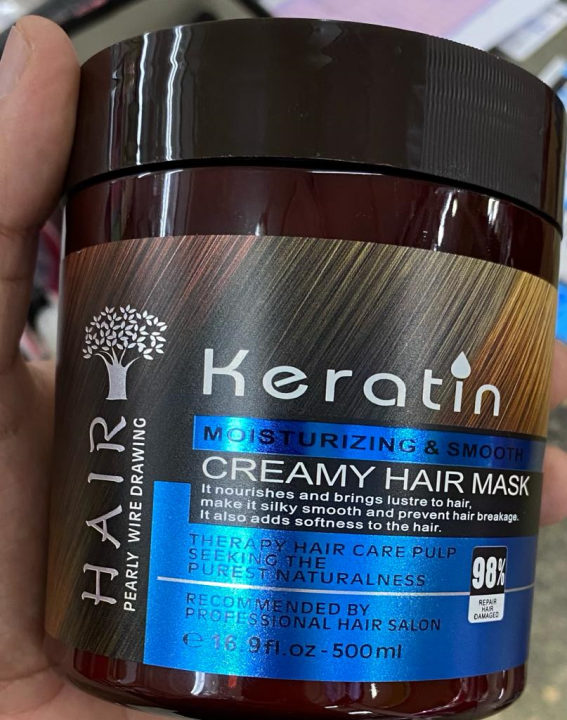 HAIR
PEARLY WIRE DRAWING
Keratin
MOISTURIZING & SMOOTH
CREAMY HAIR MASK
It nourishes and brings lustre to hair,
make it silky smooth and prevent hair breakage.
It also adds softness to the hair.
THERAPY HAIR CARE PULP
SEEKING THE
PUREST NATURALNESS
98%
REPAIR
HAIR
DAMAGED
RECOMMENDED BY
PROFESSIONAL HAIR SALON
℮ 16.9fl.oz-500ml